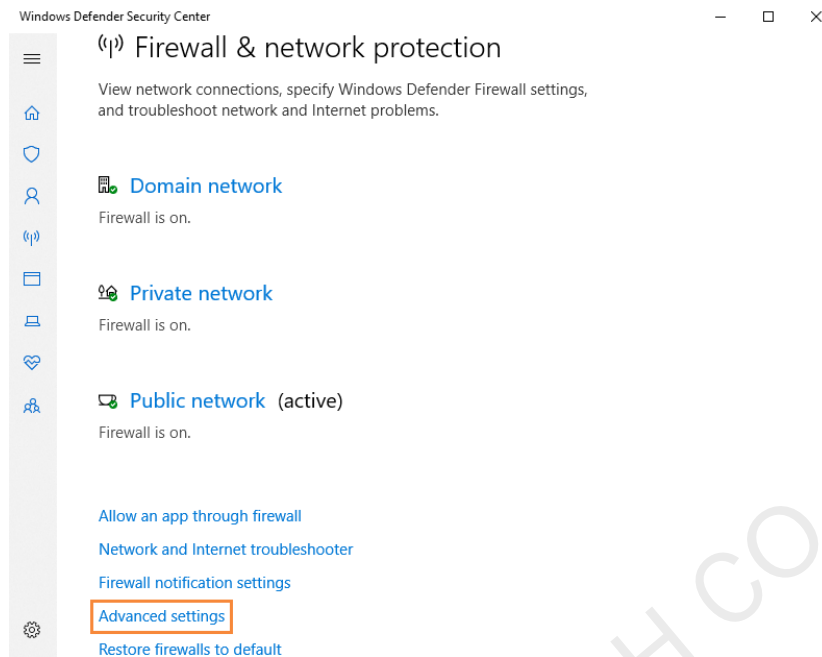 Windows Defender Security Center
Firewall & network protection
View network connections, specify Windows Defender Firewall settings,
and troubleshoot network and Internet problems.
Domain network
Firewall is on.
Private network
Firewall is on.
Public network (active)
Firewall is on.
Allow an app through firewall
Network and Internet troubleshooter
Firewall notification settings
Advanced settings
Restore firewalls to default
H CO